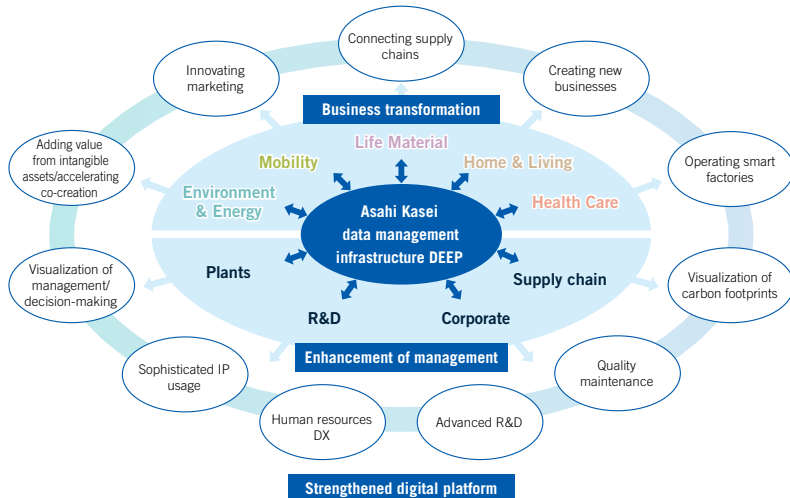 Connecting supply
chains
Innovating
marketing
Creating new
businesses
Business transformation
Life Material
Mobility
Home & Living
Adding value
from intangible
assets/accelerating
co-creation
Operating smart
factories
Environment
& Energy
Health Care
Asahi Kasei
data management
infrastructure DEEP
Plants
Supply chain
Visualization of
management/
decision-making
Visualization of
carbon footprints
R&D
Corporate
Enhancement of management
Sophisticated IP
usage
Quality
maintenance
Human resources
DX
Advanced R&D
Strengthened digital platform